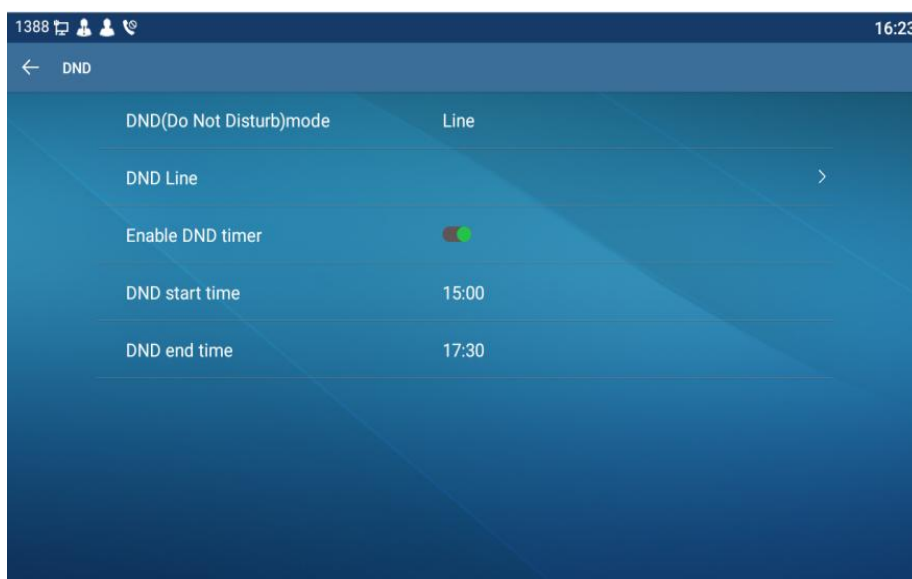 1388 16:23
DND
DND(Do Not Disturb)mode Line
DND Line
Enable DND timer
DND start time 15:00
DND end time 17:30